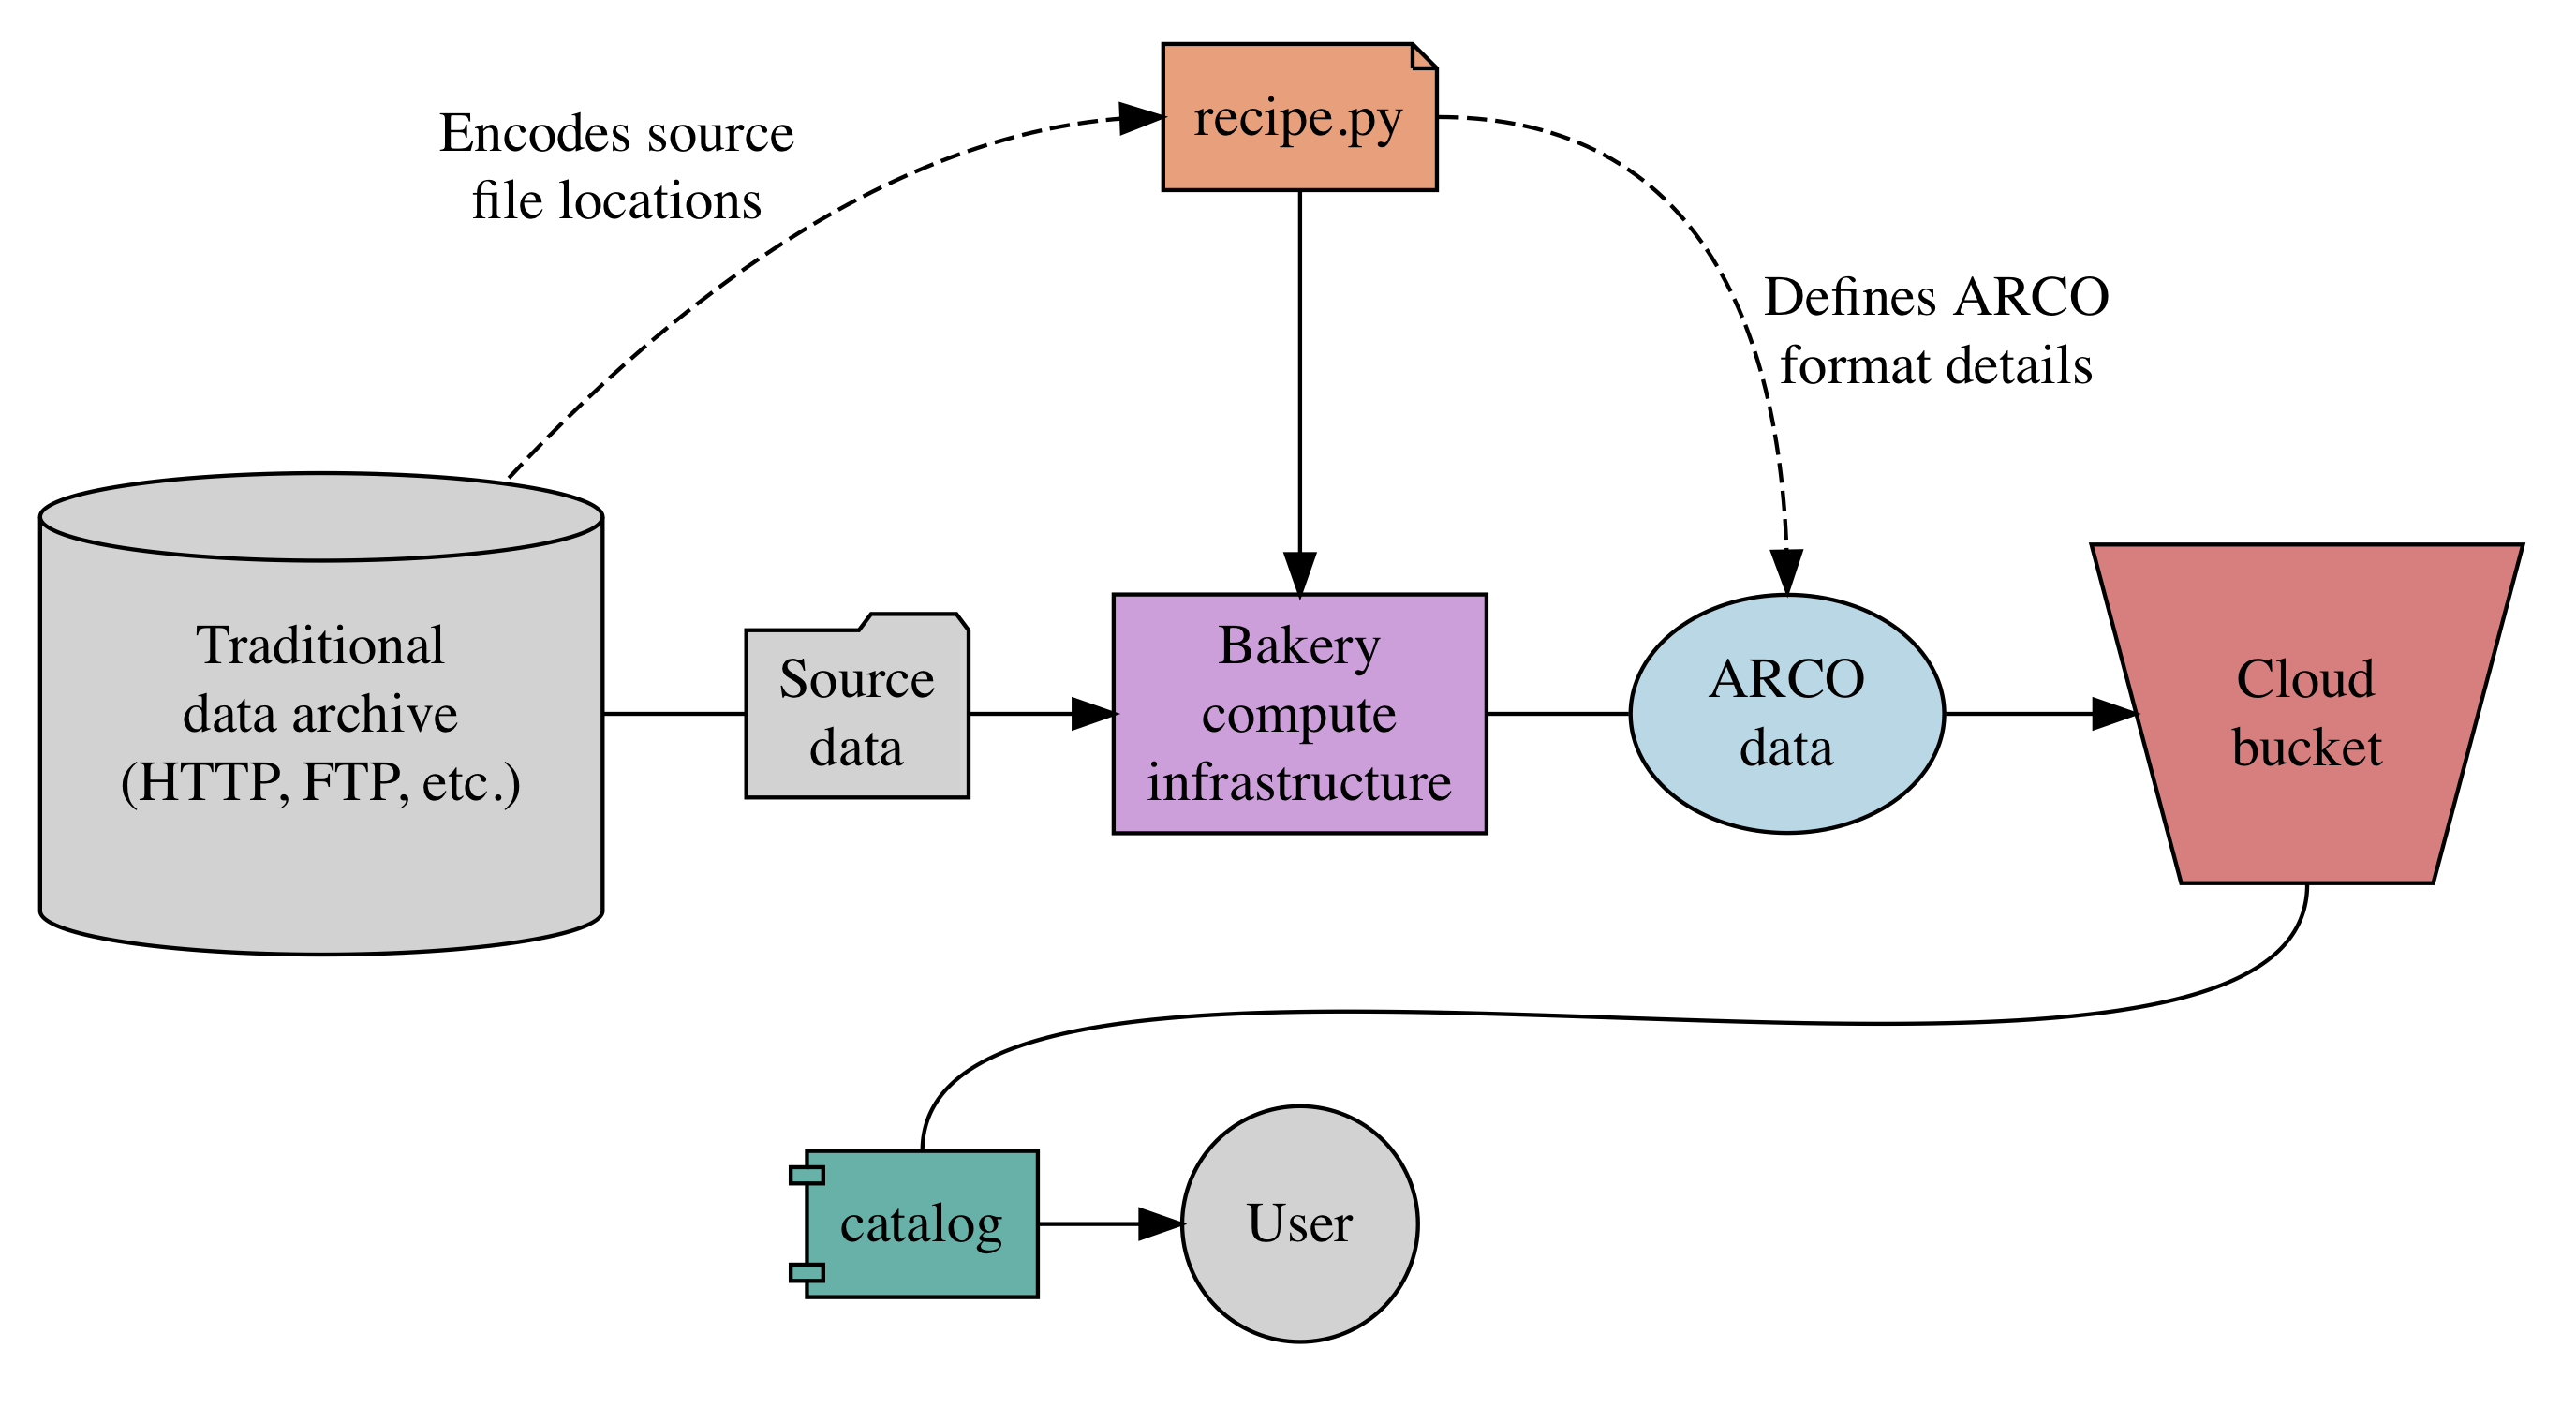 recipe.py
Encodes source
file locations
Defines ARCO
format details
Traditional
data archive
(HTTP, FTP, etc.)
Source
data
Bakery
compute
infrastructure
ARCO
data
Cloud
bucket
catalog
User